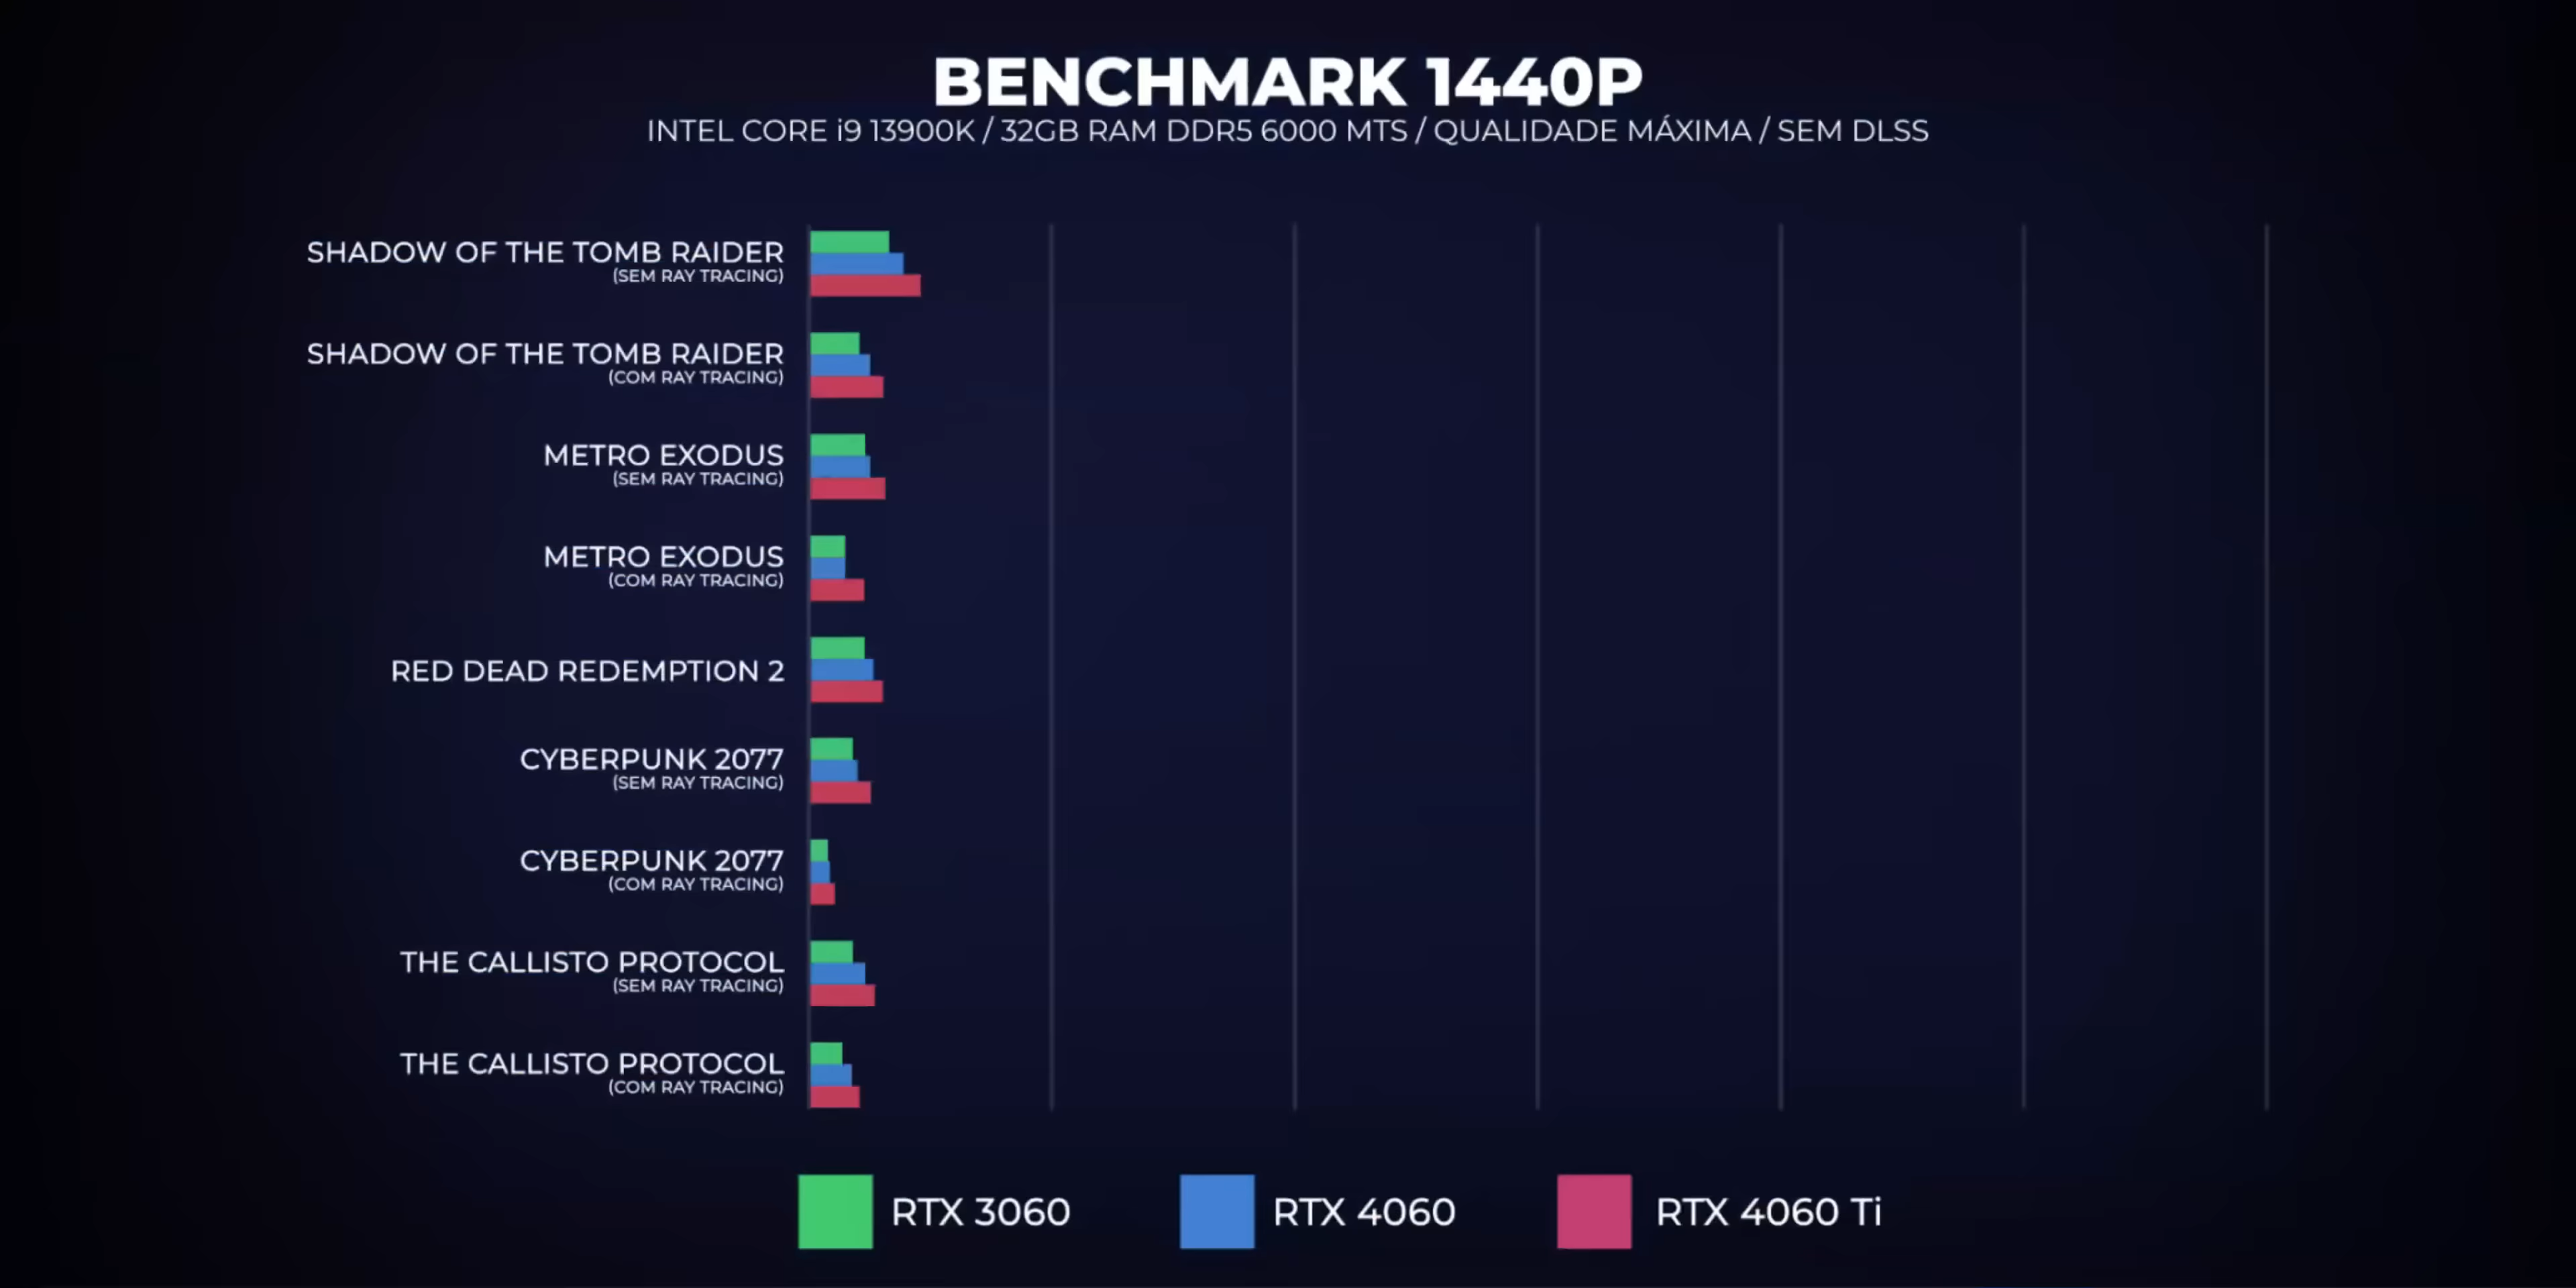 BENCHMARK 1440P
INTEL CORE i9 13900K / 32GB RAM DDR5 6000 MTS / QUALIDADE MÁXIMA / SEM DLSS
SHADOW OF THE TOMB RAIDER
(SEM RAY TRACING)
SHADOW OF THE TOMB RAIDER
(COM RAY TRACING)
METRO EXODUS
(SEM RAY TRACING)
METRO EXODUS
(COM RAY TRACING)
RED DEAD REDEMPTION 2
CYBERPUNK 2077
(SEM RAY TRACING)
CYBERPUNK 2077
(COM RAY TRACING)
THE CALLISTO PROTOCOL
(SEM RAY TRACING)
THE CALLISTO PROTOCOL
(COM RAY TRACING)
RTX 3060
RTX 4060
RTX 4060 Ti